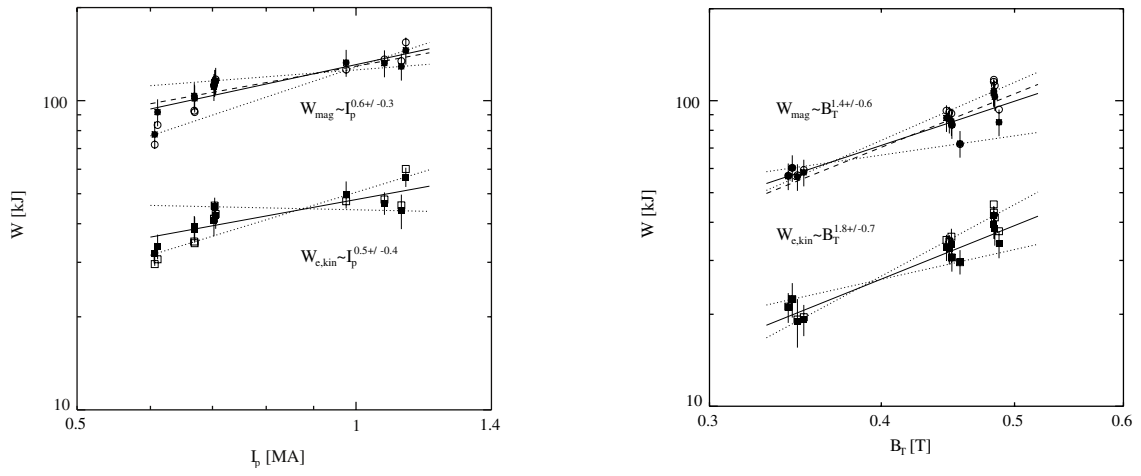 100
W_mag~I_p^0.6+/-0.3
W [kJ]
W_e,kin~I_p^0.5+/-0.4
10
0.5
1
1.4
I_p [MA]
100
W_mag~B_T^1.4+/-0.6
W [kJ]
W_e,kin~B_T^1.8+/-0.7
10
0.3
0.4
0.5
0.6
B_T [T]